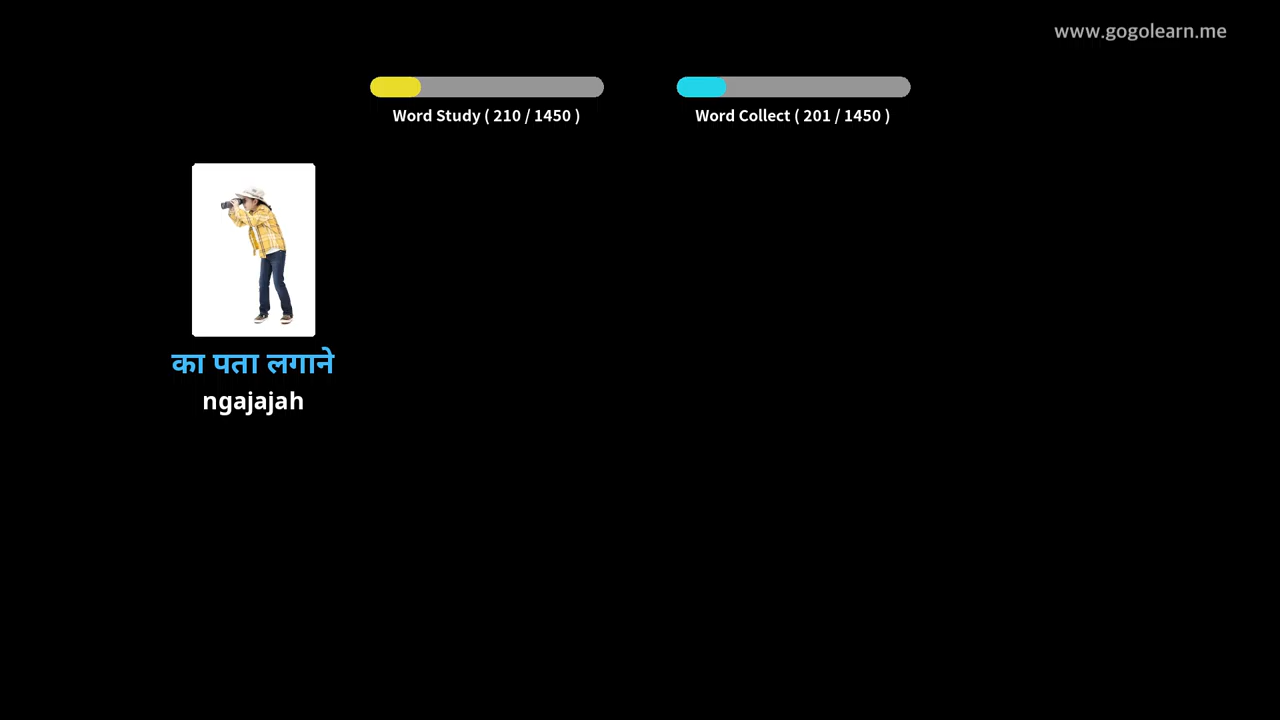 www.gogolearn.me
Word Study ( 210 / 1450 )
Word Collect ( 201 / 1450 )
का पता लगाने
ngajajah